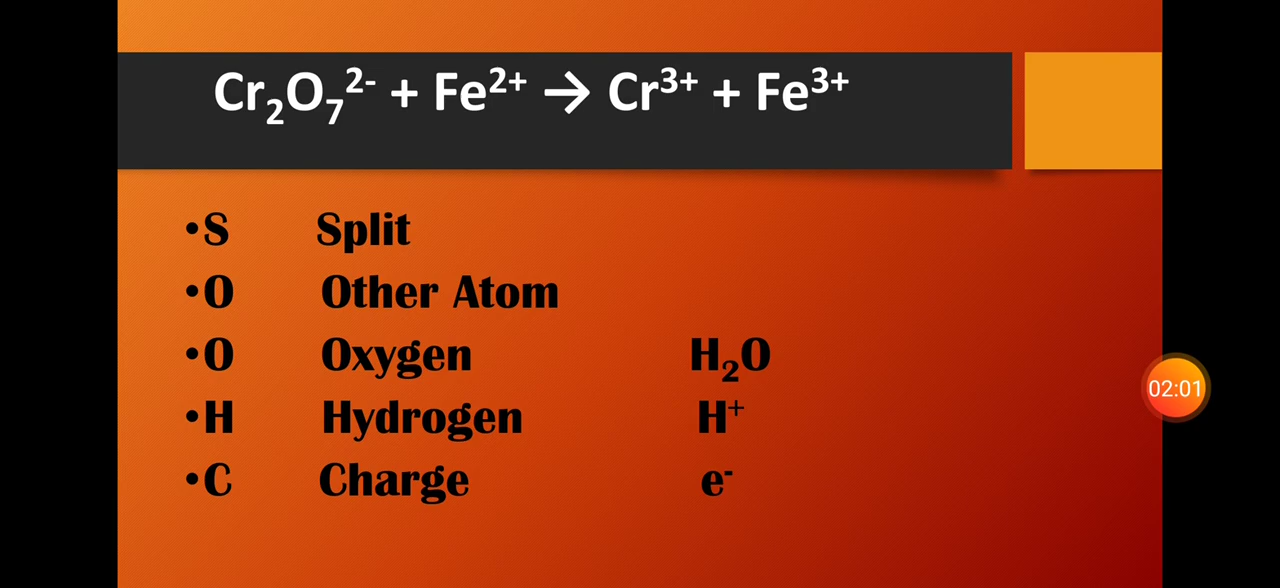 Cr₂O₇²⁻ + Fe²⁺ → Cr³⁺ + Fe³⁺
•S Split
•O Other Atom
•O Oxygen H₂O
•H Hydrogen H⁺
•C Charge e⁻
02:01